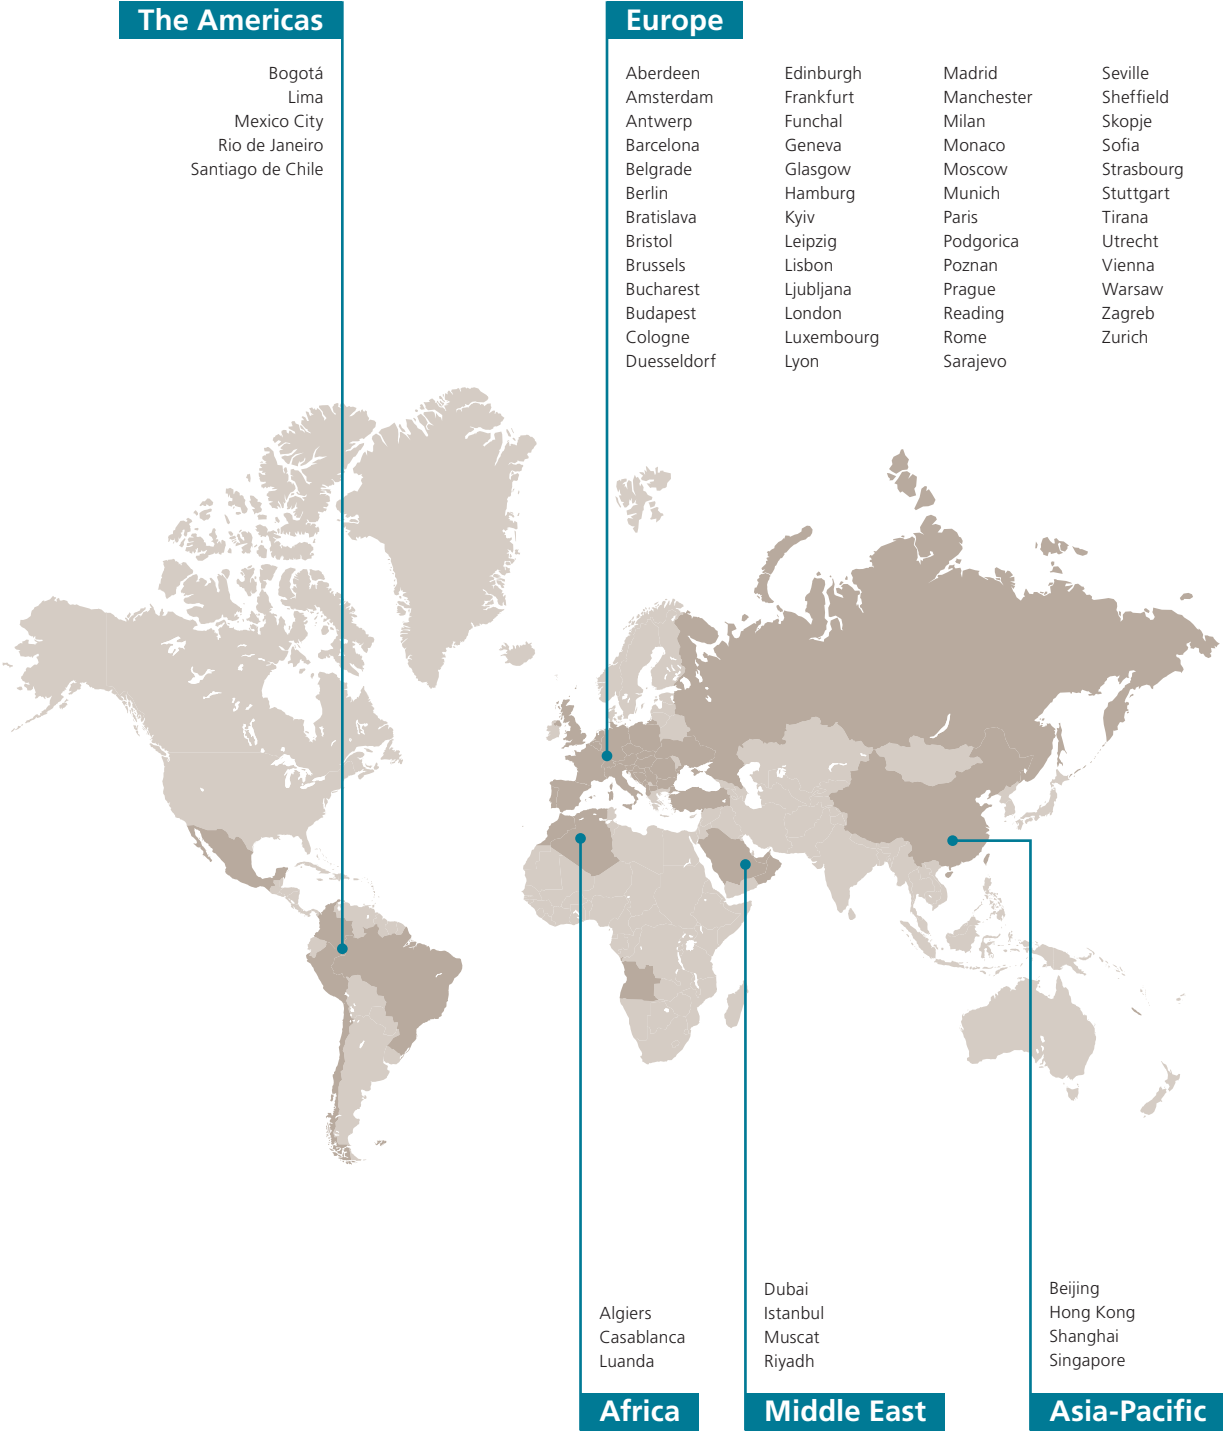 The Americas
Bogotá
Lima
Mexico City
Rio de Janeiro
Santiago de Chile
Europe
Aberdeen
Amsterdam
Antwerp
Barcelona
Belgrade
Berlin
Bratislava
Bristol
Brussels
Bucharest
Budapest
Cologne
Duesseldorf
Edinburgh
Frankfurt
Funchal
Geneva
Glasgow
Hamburg
Kyiv
Leipzig
Lisbon
Ljubljana
London
Luxembourg
Lyon
Madrid
Manchester
Milan
Monaco
Moscow
Munich
Paris
Podgorica
Poznan
Prague
Reading
Rome
Sarajevo
Seville
Sheffield
Skopje
Sofia
Strasbourg
Stuttgart
Tirana
Utrecht
Vienna
Warsaw
Zagreb
Zurich
Algiers
Casablanca
Luanda
Africa
Dubai
Istanbul
Muscat
Riyadh
Middle East
Beijing
Hong Kong
Shanghai
Singapore
Asia-Pacific